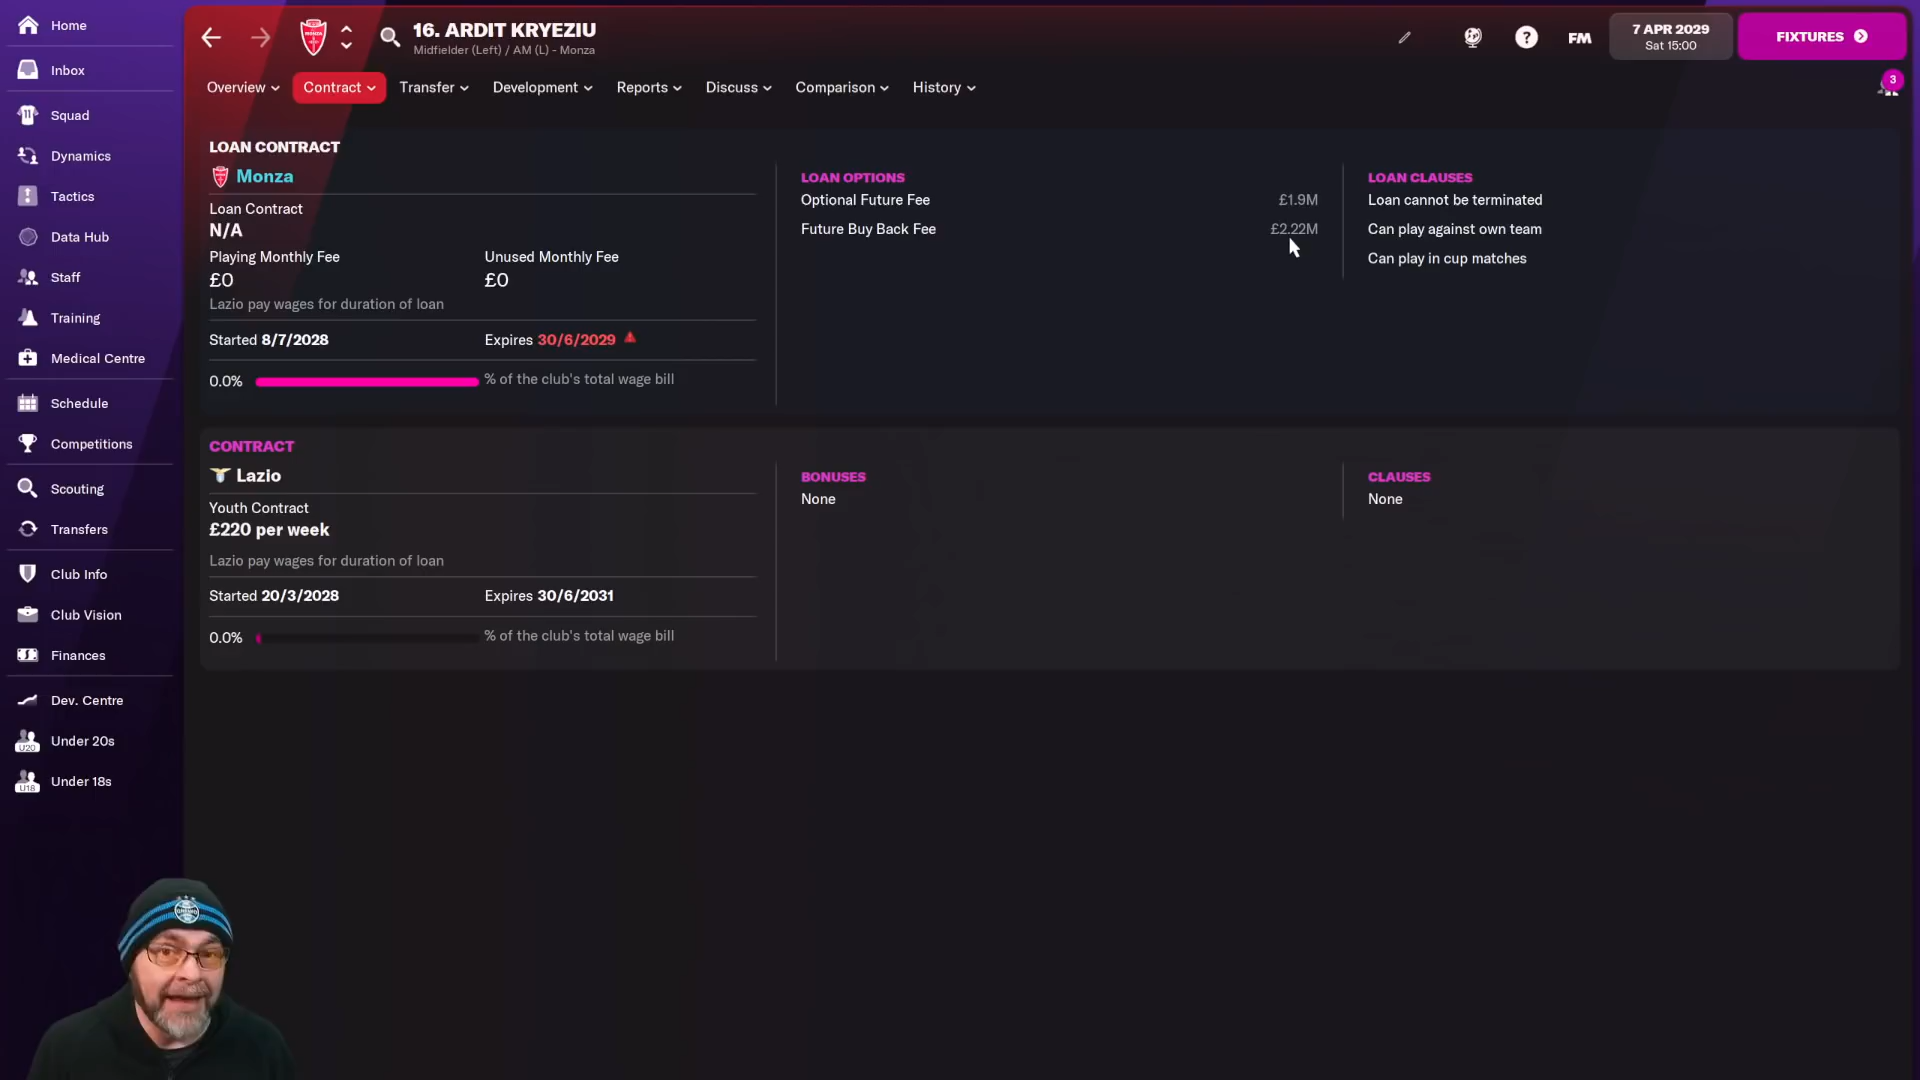 Home
Inbox
Squad
Dynamics
Tactics
Data Hub
Staff
Training
Medical Centre
Schedule
Competitions
Scouting
Transfers
Club Info
Club Vision
Finances
Dev. Centre
U20 Under 20s
U18 Under 18s
16. ARDIT KRYEZIU
Midfielder (Left) / AM (L) - Monza
?
FM
7 APR 2029
Sat 15:00
FIXTURES
Overview Contract Transfer Development Reports Discuss Comparison History
3
LOAN CONTRACT
Monza
Loan Contract
N/A
Playing Monthly Fee Unused Monthly Fee
£0 £0
Lazio pay wages for duration of loan
Started 8/7/2028 Expires 30/6/2029
0.0% % of the club's total wage bill
LOAN OPTIONS
Optional Future Fee £1.9M
Future Buy Back Fee £2.22M
LOAN CLAUSES
Loan cannot be terminated
Can play against own team
Can play in cup matches
CONTRACT
Lazio
Youth Contract
£220 per week
Lazio pay wages for duration of loan
Started 20/3/2028 Expires 30/6/2031
0.0% % of the club's total wage bill
BONUSES
None
CLAUSES
None